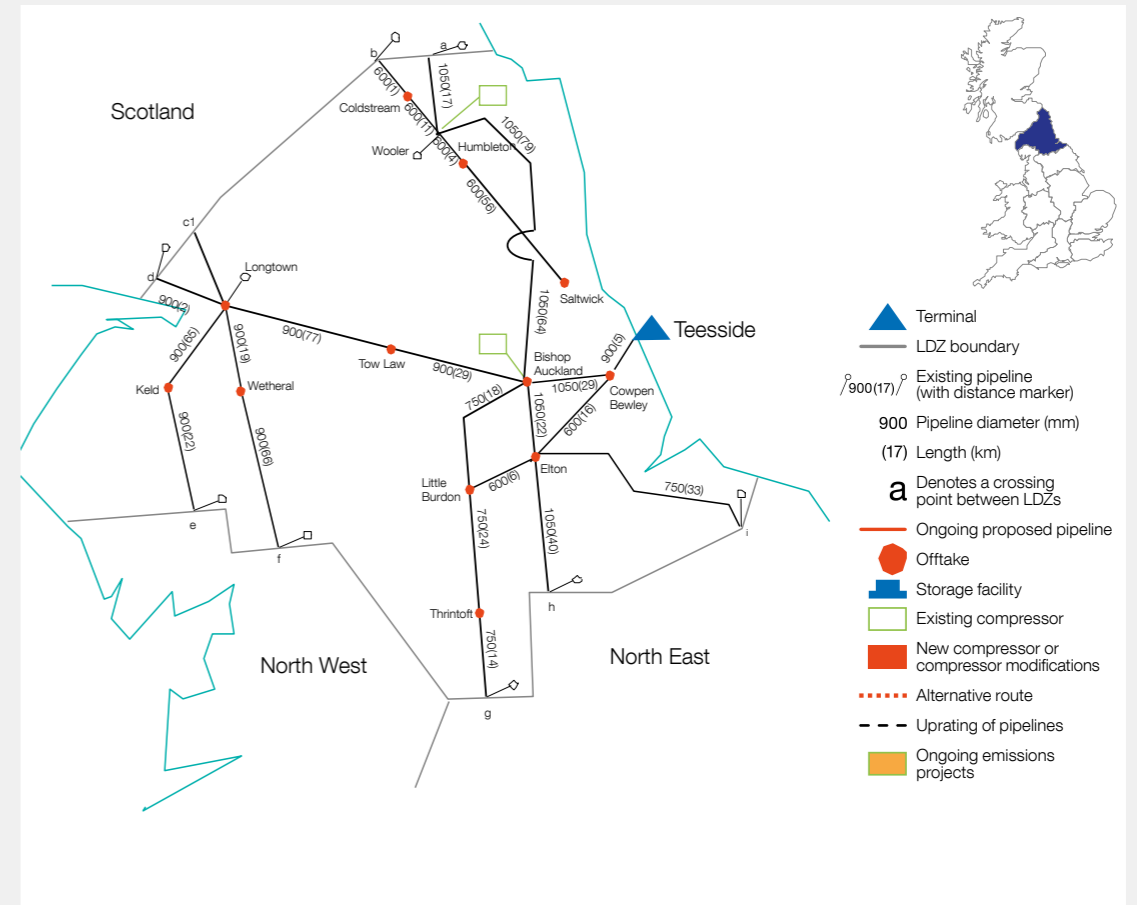 b
a
600(1)
1050(17)
Scotland
Coldstream
600(11)
1050(79)
Wooler
600(4)
Humbleton
600(56)
c1
Longtown
d
900(2)
Saltwick
1050(64)
900(65)
900(19)
900(77)
Tow Law
900(29)
Bishop
Auckland
900(5)
Teesside
1050(29)
Cowpen
Bewley
Keld
Wetheral
750(18)
1050(22)
600(16)
900(22)
900(66)
Elton
Little
Burdon
600(6)
750(33)
e
f
750(24)
1050(40)
i
h
Thrintoft
750(14)
North West
North East
g
Terminal
LDZ boundary
900(17)
Existing pipeline
(with distance marker)
900 Pipeline diameter (mm)
(17) Length (km)
a Denotes a crossing
point between LDZs
Ongoing proposed pipeline
Offtake
Storage facility
Existing compressor
New compressor or
compressor modifications
Alternative route
Uprating of pipelines
Ongoing emissions
projects